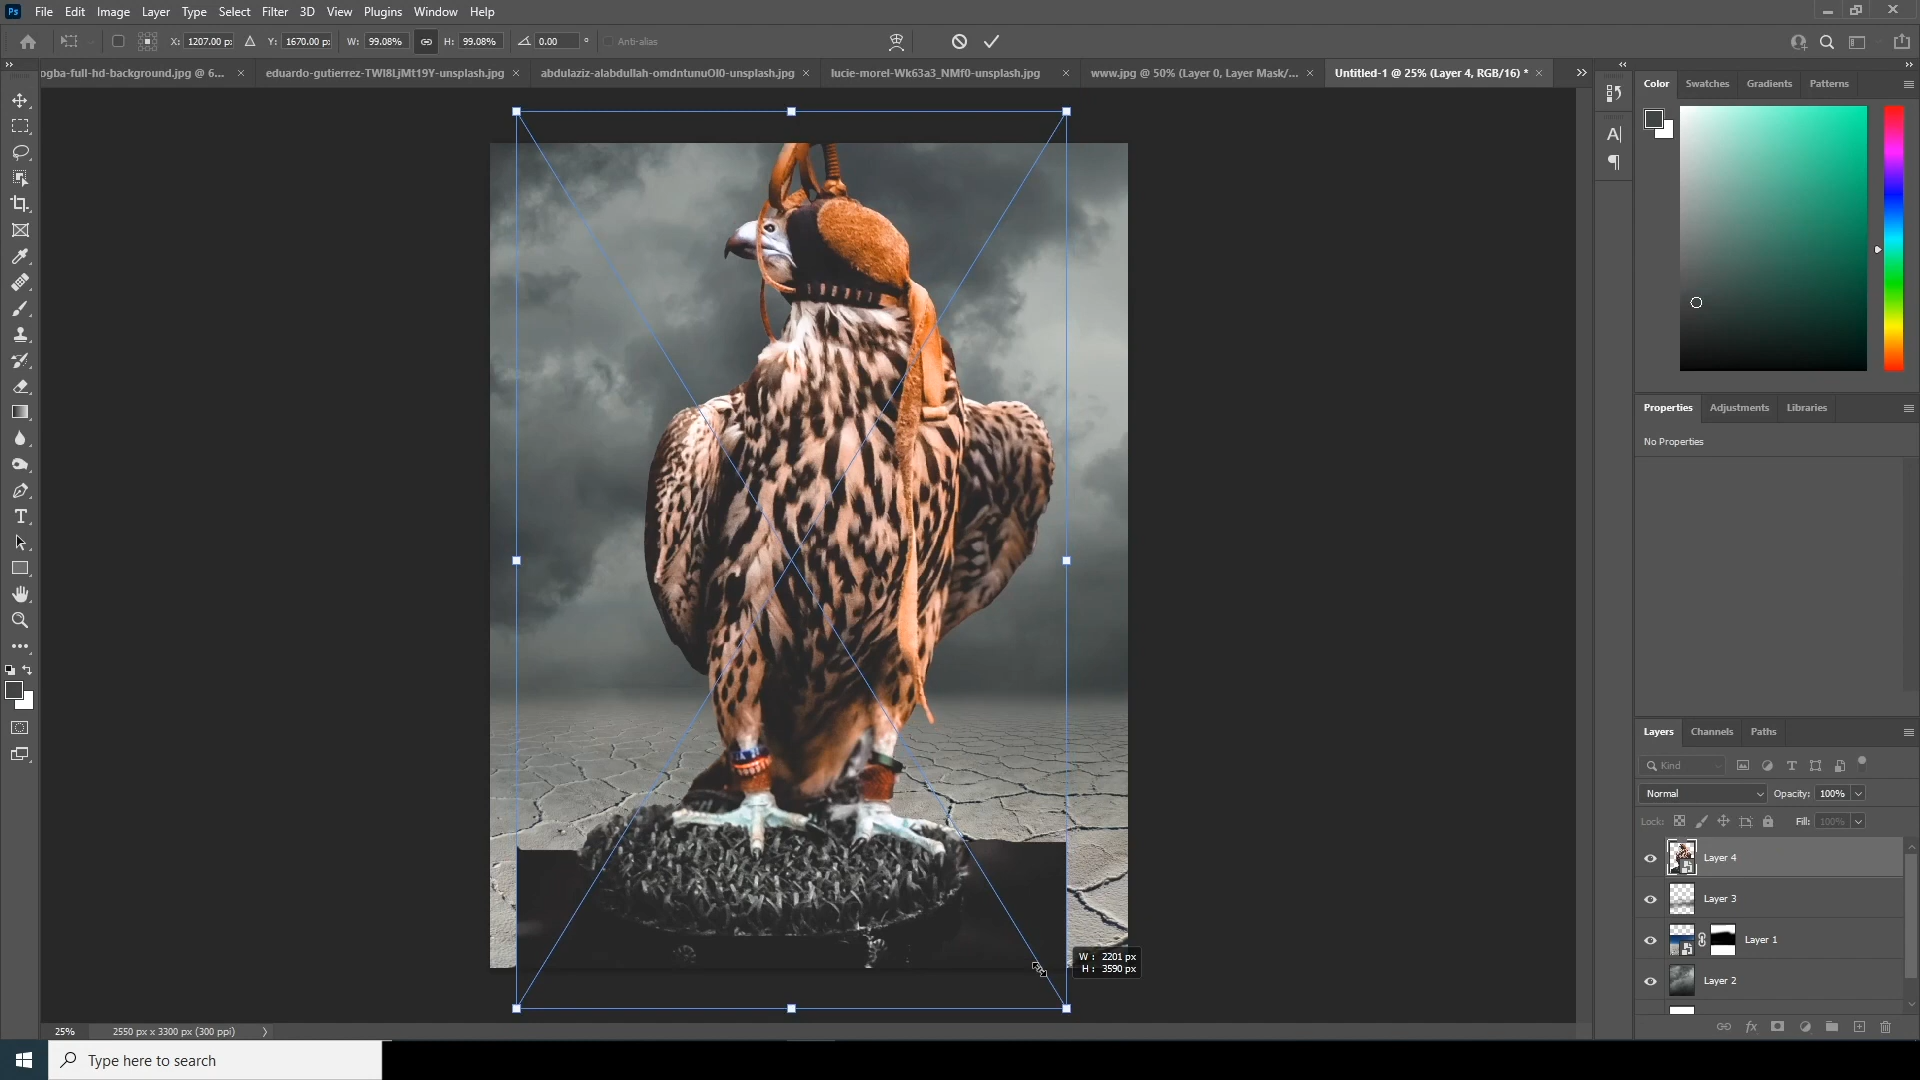 Ps File Edit Image Layer Type Select Filter 3D View Plugins Window Help
X: 1207.00 p: Y: 1670.00 p: W: 99.08% H: 99.08% 0.00 ° Anti-alias
ogba-full-hd-background.jpg @ 6... × eduardo-gutierrez-TWI8LjMt19Y-unsplash.jpg × abdulaziz-alabdullah-omdntunuOl0-unsplash.jpg × lucie-morel-Wk63a3_NMf0-unsplash.jpg × www.jpg @ 50% (Layer 0, Layer Mask/... × Untitled-1 @ 25% (Layer 4, RGB/16) * ×
Color Swatches Gradients Patterns
Properties Adjustments Libraries
No Properties
Layers Channels Paths
Kind
Normal Opacity: 100%
Lock: Fill: 100%
Layer 4
Layer 3
Layer 1
Layer 2
W : 2201 px
H : 3590 px
25% 2550 px x 3300 px (300 ppi)
Type here to search